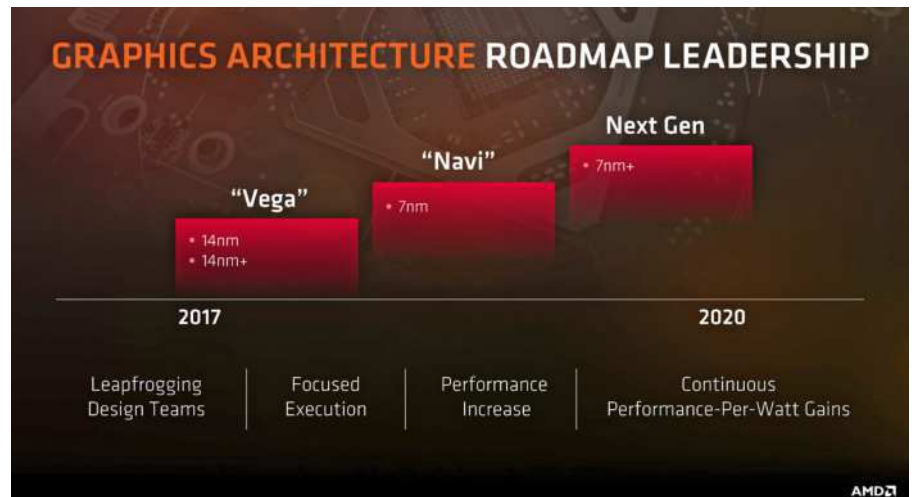 GRAPHICS ARCHITECTURE ROADMAP LEADERSHIP
“Vega”
• 14nm
• 14nm+
“Navi”
• 7nm
Next Gen
• 7nm+
2017
2020
Leapfrogging
Design Teams
Focused
Execution
Performance
Increase
Continuous
Performance-Per-Watt Gains
AMD